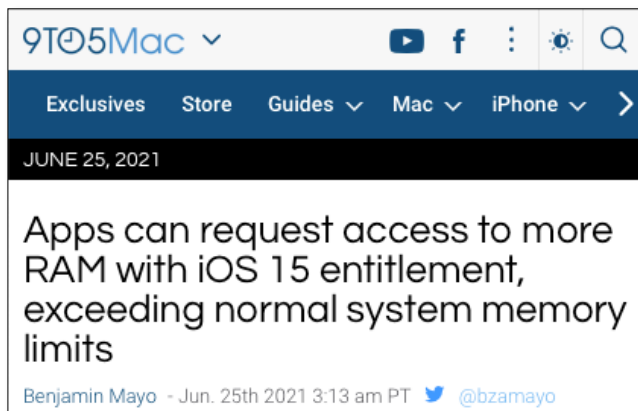 9TO5Mac
Exclusives Store Guides Mac iPhone
JUNE 25, 2021
Apps can request access to more
RAM with iOS 15 entitlement,
exceeding normal system memory
limits
Benjamin Mayo - Jun. 25th 2021 3:13 am PT @bzamayo